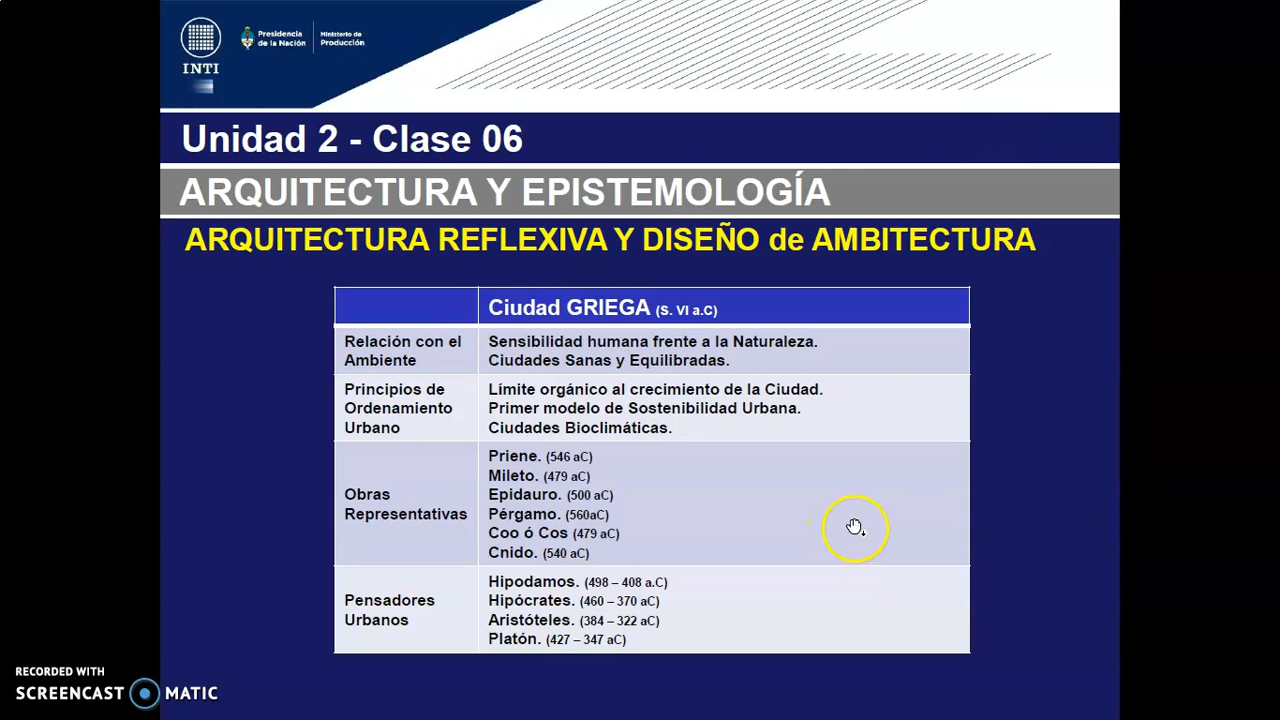 INTI
Presidencia
de la Nación
Ministerio de
Producción
Unidad 2 - Clase 06
ARQUITECTURA Y EPISTEMOLOGÍA
ARQUITECTURA REFLEXIVA Y DISEÑO de AMBITECTURA
Ciudad GRIEGA (S. VI a.C)
Relación con el
Ambiente
Sensibilidad humana frente a la Naturaleza.
Ciudades Sanas y Equilibradas.
Principios de
Ordenamiento
Urbano
Límite orgánico al crecimiento de la Ciudad.
Primer modelo de Sostenibilidad Urbana.
Ciudades Bioclimáticas.
Obras
Representativas
Priene. (546 aC)
Mileto. (479 aC)
Epidauro. (500 aC)
Pérgamo. (560aC)
Coo ó Cos (479 aC)
Cnido. (540 aC)
Pensadores
Urbanos
Hipodamos. (498 – 408 a.C)
Hipócrates. (460 – 370 aC)
Aristóteles. (384 – 322 aC)
Platón. (427 – 347 aC)
RECORDED WITH
SCREENCAST MATIC